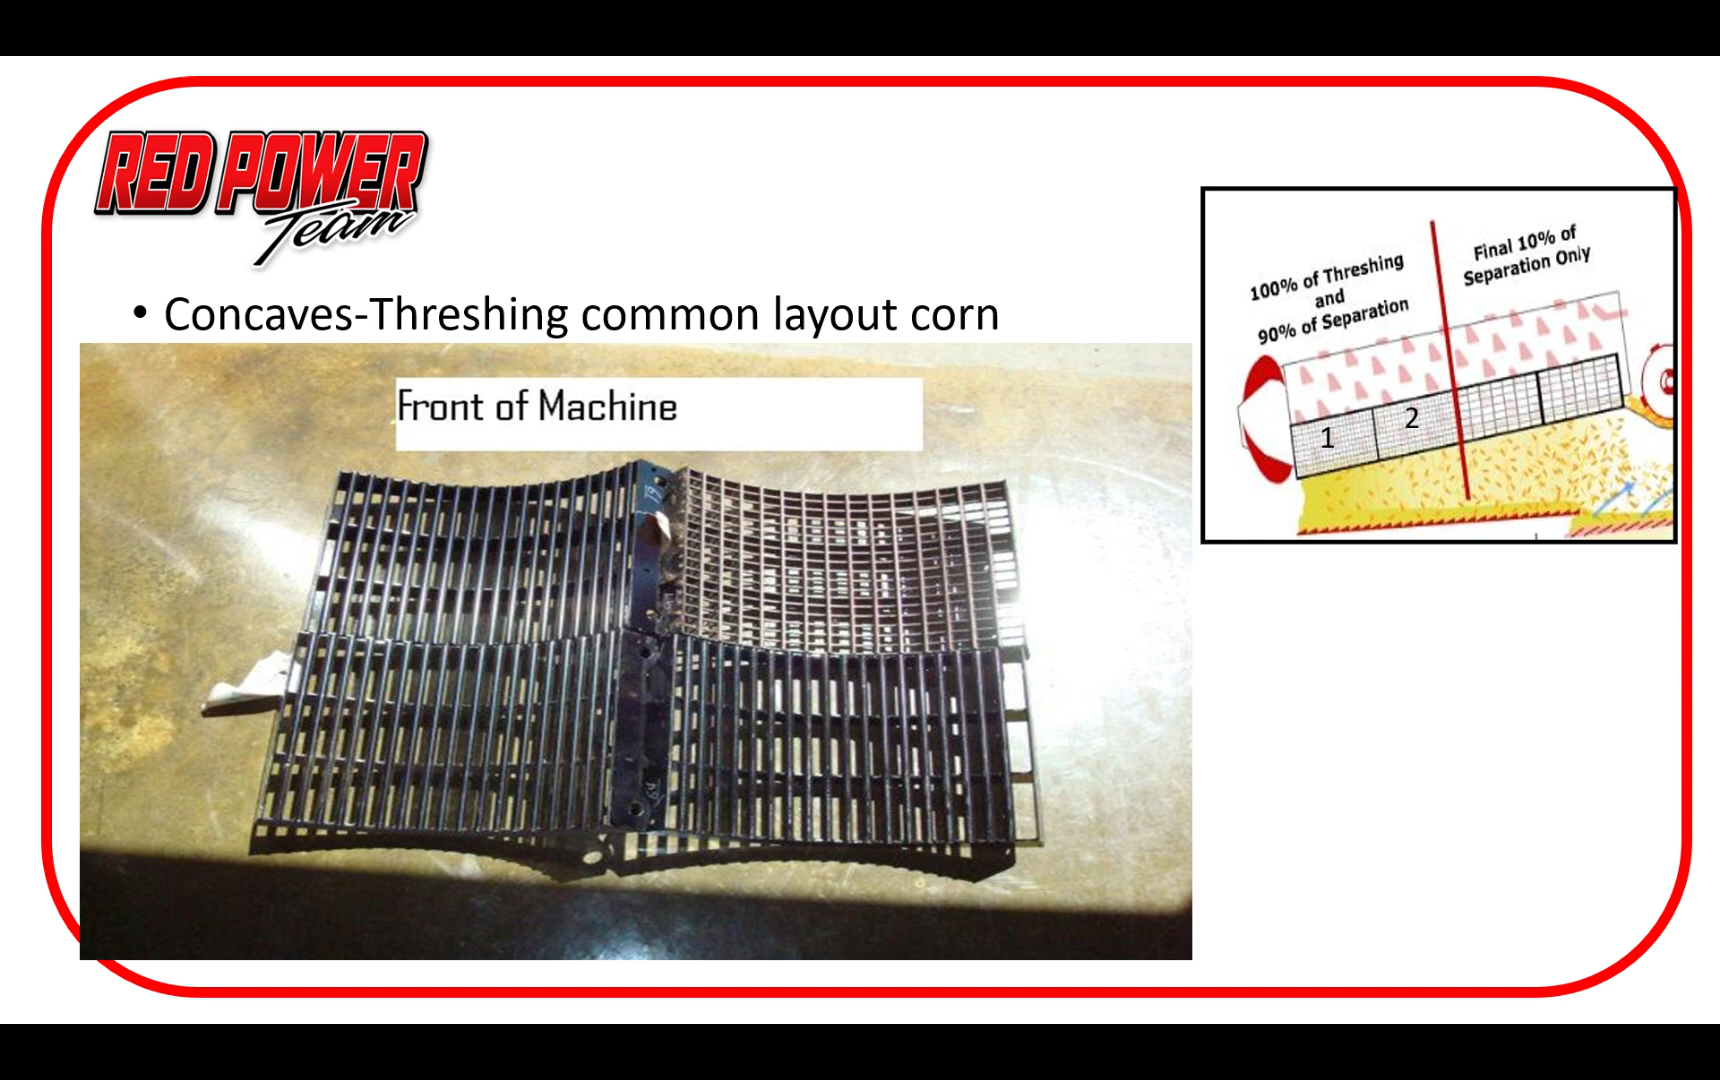 RED POWER
Team
• Concaves-Threshing common layout corn
Front of Machine
100% of Threshing
and
90% of Separation
Final 10% of
Separation Only
1
2